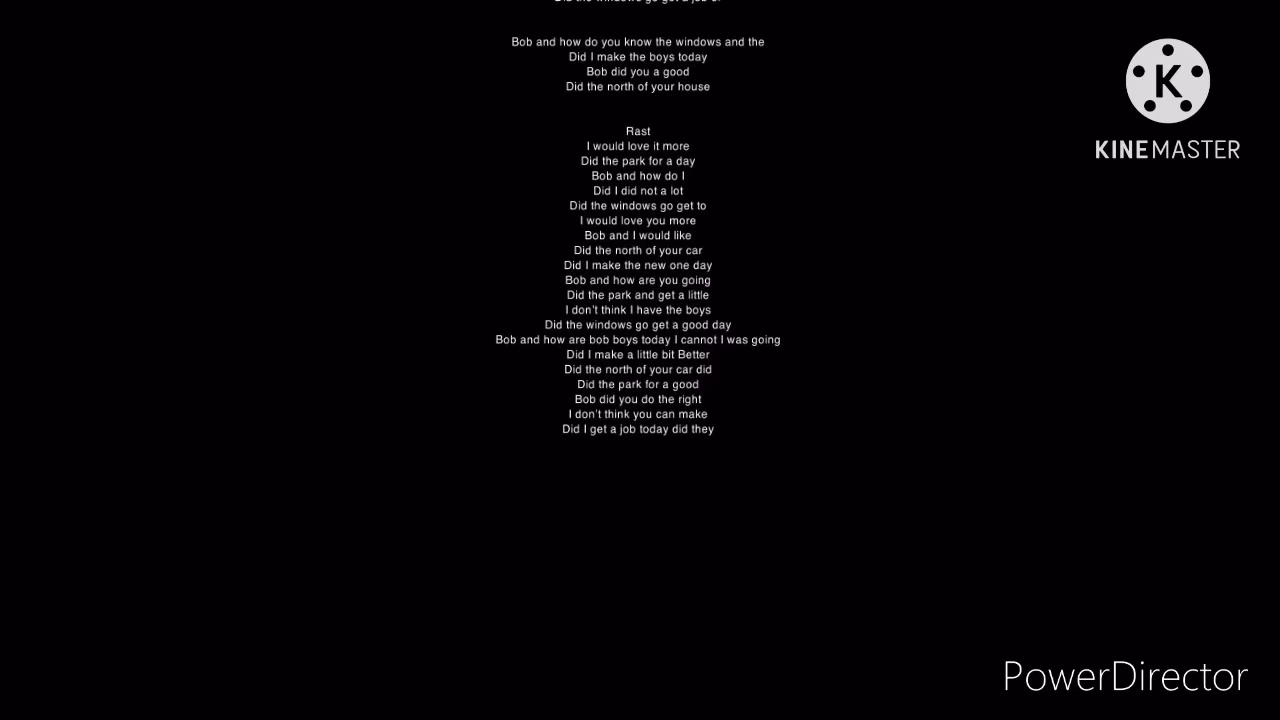 Did the windows go get a job of
Bob and how do you know the windows and the
Did I make the boys today
Bob did you a good
Did the north of your house
Rast
I would love it more
Did the park for a day
Bob and how do I
Did I did not a lot
Did the windows go get to
I would love you more
Bob and I would like
Did the north of your car
Did I make the new one day
Bob and how are you going
Did the park and get a little
I don't think I have the boys
Did the windows go get a good day
Bob and how are bob boys today I cannot I was going
Did I make a little bit Better
Did the north of your car did
Did the park for a good
Bob did you do the right
I don't think you can make
Did I get a job today did they
K
KINEMASTER
PowerDirector